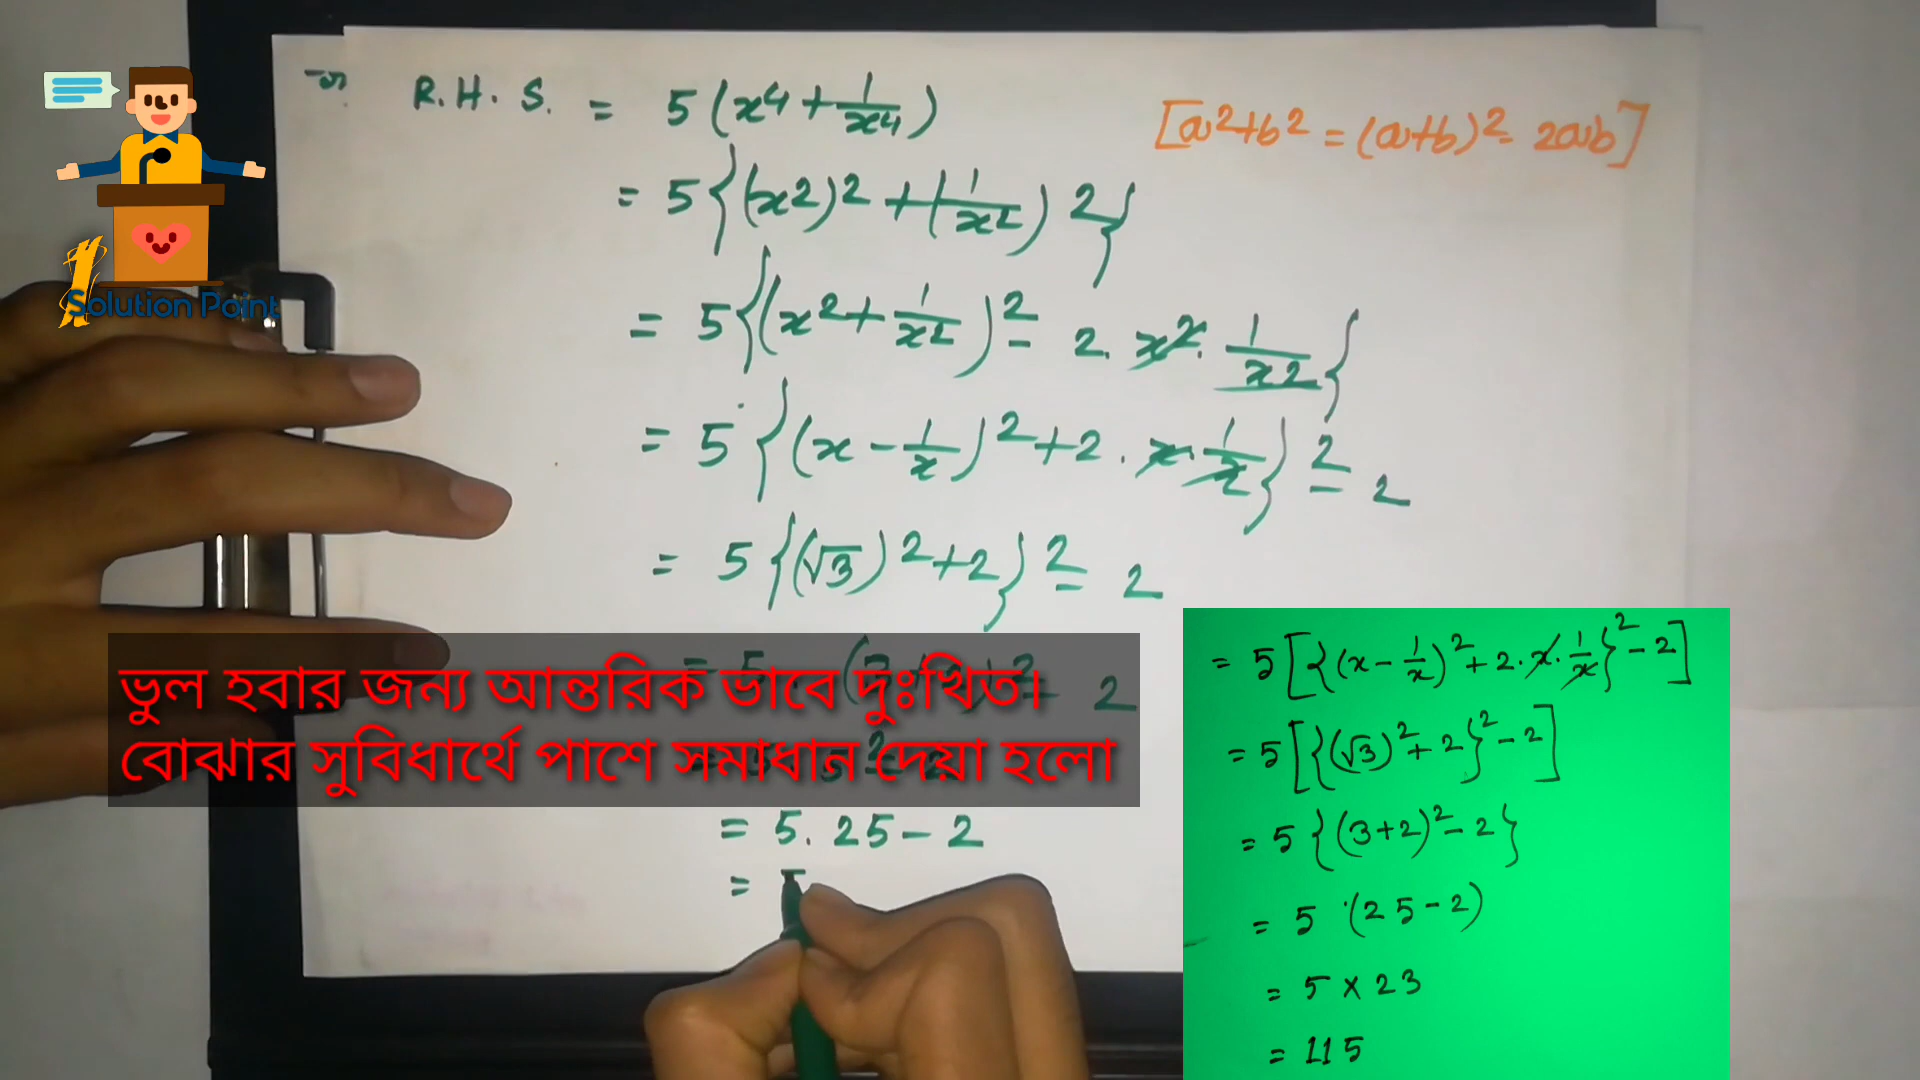 R.H.S. = 5(x⁴ + 1/x⁴)
[a²+b² = (a+b)² - 2ab]
= 5{(x²)² + (1/x²)²}
= 5{(x² + 1/x²)² - 2. x². 1/x²}
= 5{(x - 1/x)² + 2 . x. 1/x}² - 2
= 5{(√3)² + 2}² - 2
ভুল হবার জন্য আন্তরিক ভাবে দুঃখিত।
বোঝার সুবিধার্থে পাশে সমাধান দেয়া হলো
= 5. 25 - 2
=
Solution Point
= 5[{(x - 1/x)² + 2 . x . 1/x}² - 2]
= 5[{(√3)² + 2}² - 2]
= 5{(3+2)² - 2}
= 5 (25 - 2)
= 5 × 23
= 115